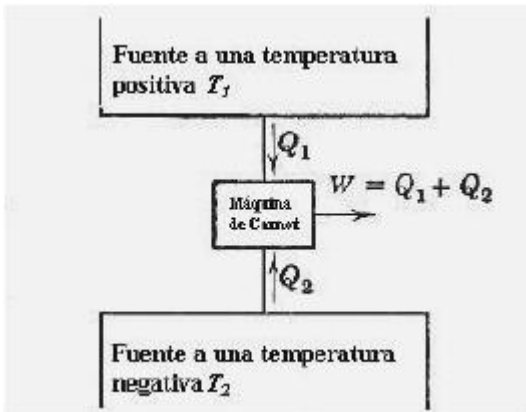 Fuente a una temperatura
positiva T₁
Q₁
W = Q₁ + Q₂
Máquina
de Carnot
Q₂
Fuente a una temperatura
negativa T₂